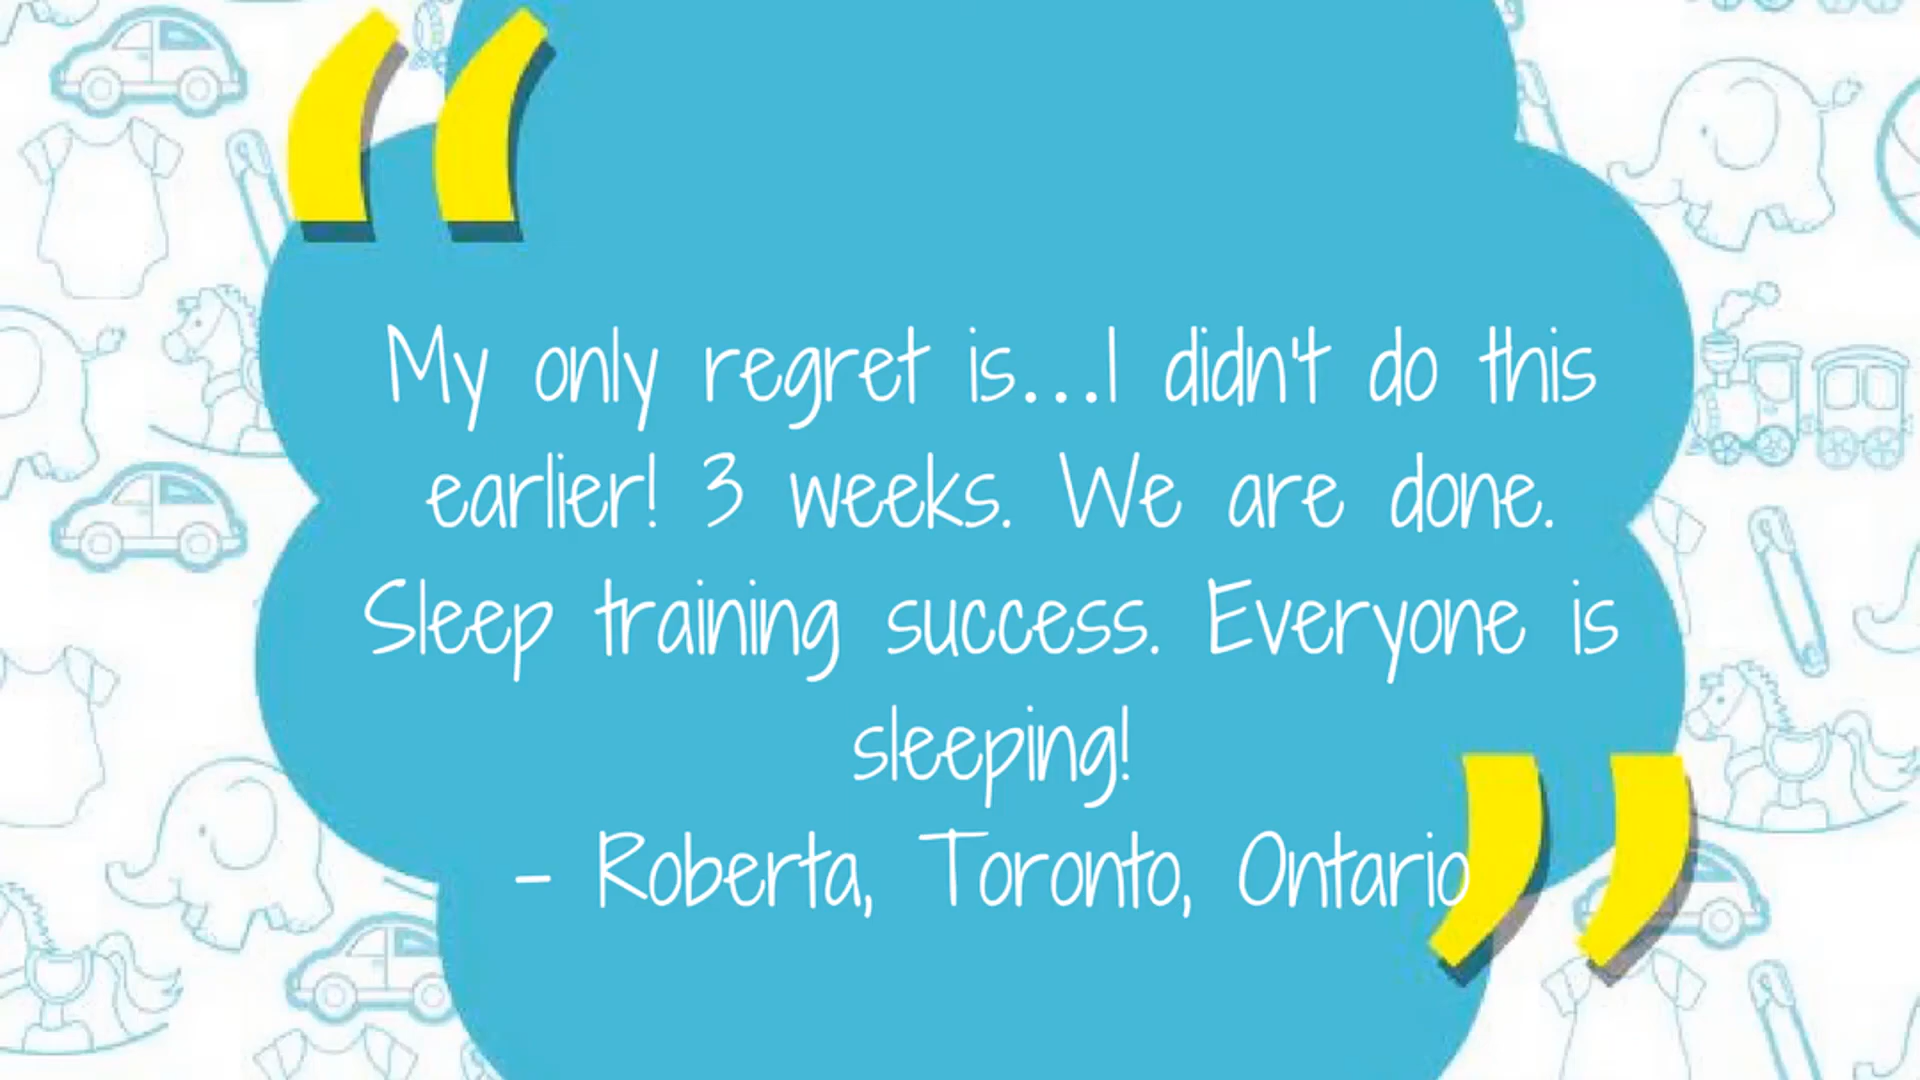 My only regret is...I didn't do this
earlier! 3 weeks. We are done.
Sleep training success. Everyone is
sleeping!
- Roberta, Toronto, Ontario